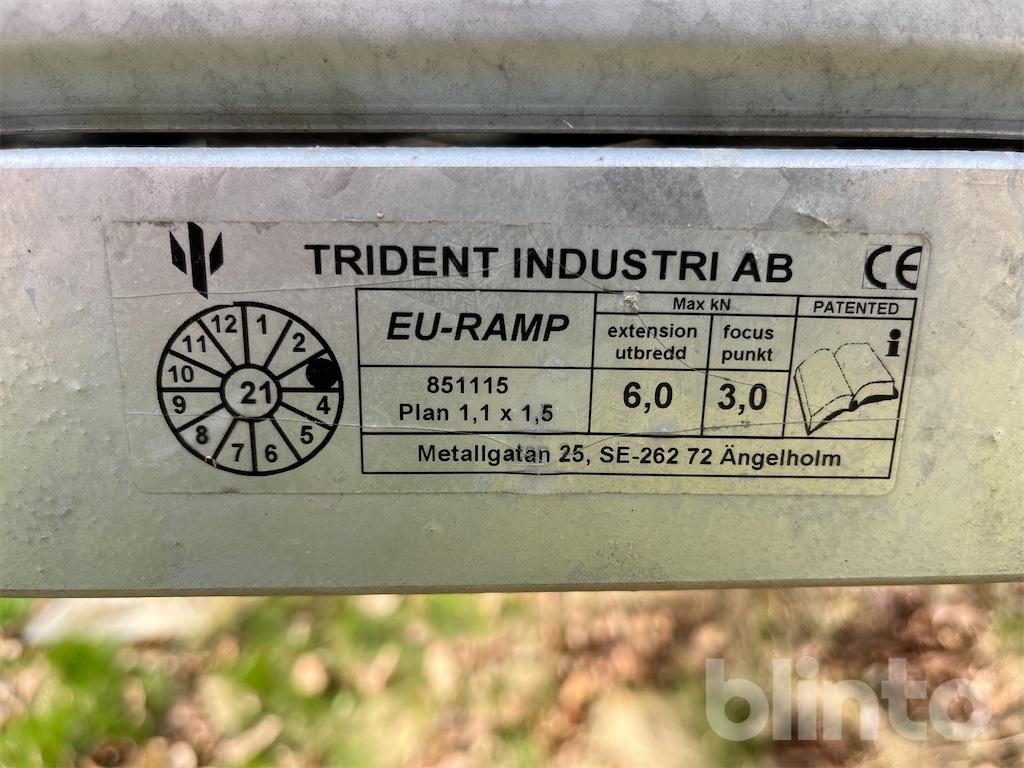 TRIDENT INDUSTRI AB CE
12 1 2 4 5 6 7 8 9 10 11
21
EU-RAMP
Max kN
PATENTED
extension utbredd
focus punkt
i
851115
Plan 1,1 x 1,5
6,0
3,0
Metallgatan 25, SE-262 72 Ängelholm
blinto